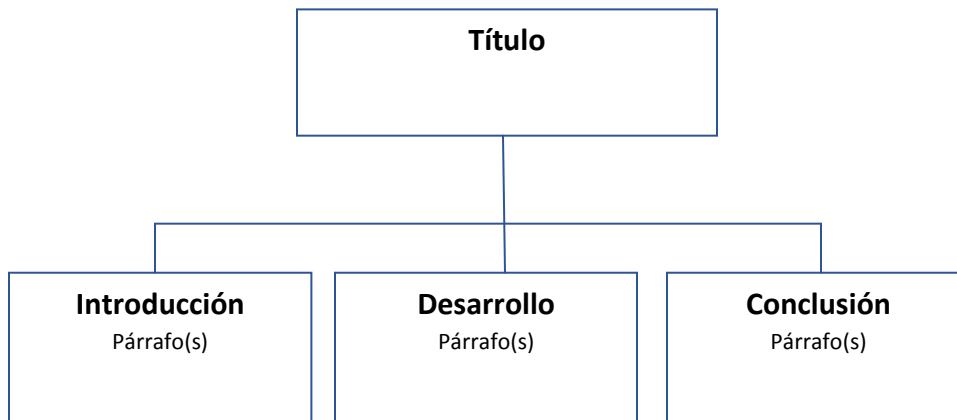 Título
Introducción
Párrafo(s)
Desarrollo
Párrafo(s)
Conclusión
Párrafo(s)